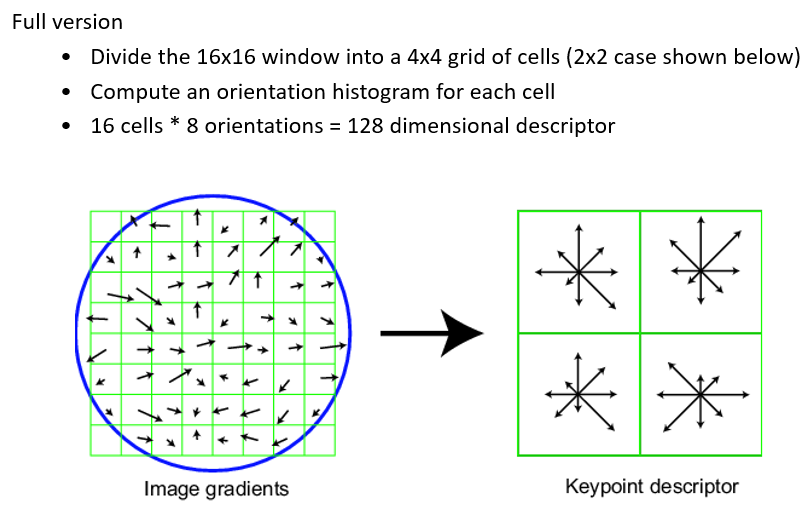 Full version
• Divide the 16x16 window into a 4x4 grid of cells (2x2 case shown below)
• Compute an orientation histogram for each cell
• 16 cells * 8 orientations = 128 dimensional descriptor
Image gradients
Keypoint descriptor